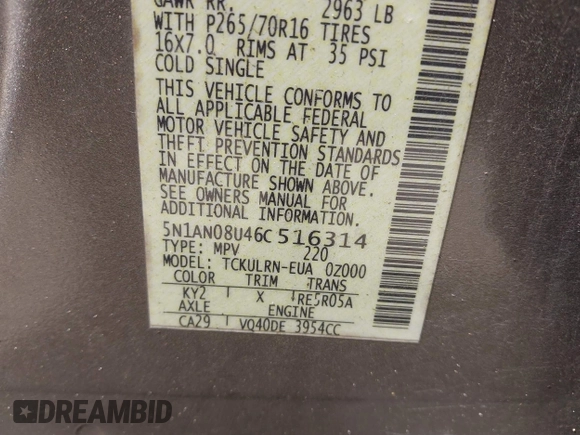 GAWR RR. 2963 LB
WITH P265/70R16 TIRES
16X7.0 RIMS AT 35 PSI
COLD SINGLE
THIS VEHICLE CONFORMS TO
ALL APPLICABLE FEDERAL
MOTOR VEHICLE SAFETY AND
THEFT PREVENTION STANDARDS
IN EFFECT ON THE DATE OF
MANUFACTURE SHOWN ABOVE.
SEE OWNERS MANUAL FOR
ADDITIONAL INFORMATION.
5N1AN08U46C516314
TYPE: MPV 220
MODEL: TCKULRN-EUA 0Z000
COLOR TRIM TRANS
KY2 X RE5R05A
AXLE ENGINE
CA29 VQ40DE 3954CC
DREAMBID